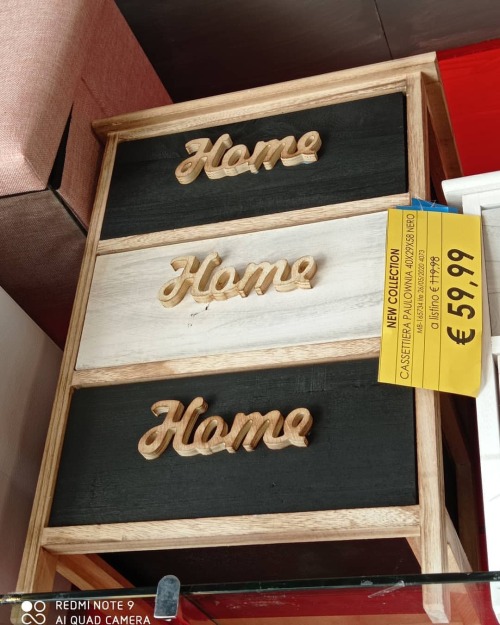 Home
Home
Home
NEW COLLECTION
CASSETTIERA PAULOWNIA 40X29X58 NERO
a listino € 119,98
€ 59,99
REDMI NOTE 9
AI QUAD CAMERA